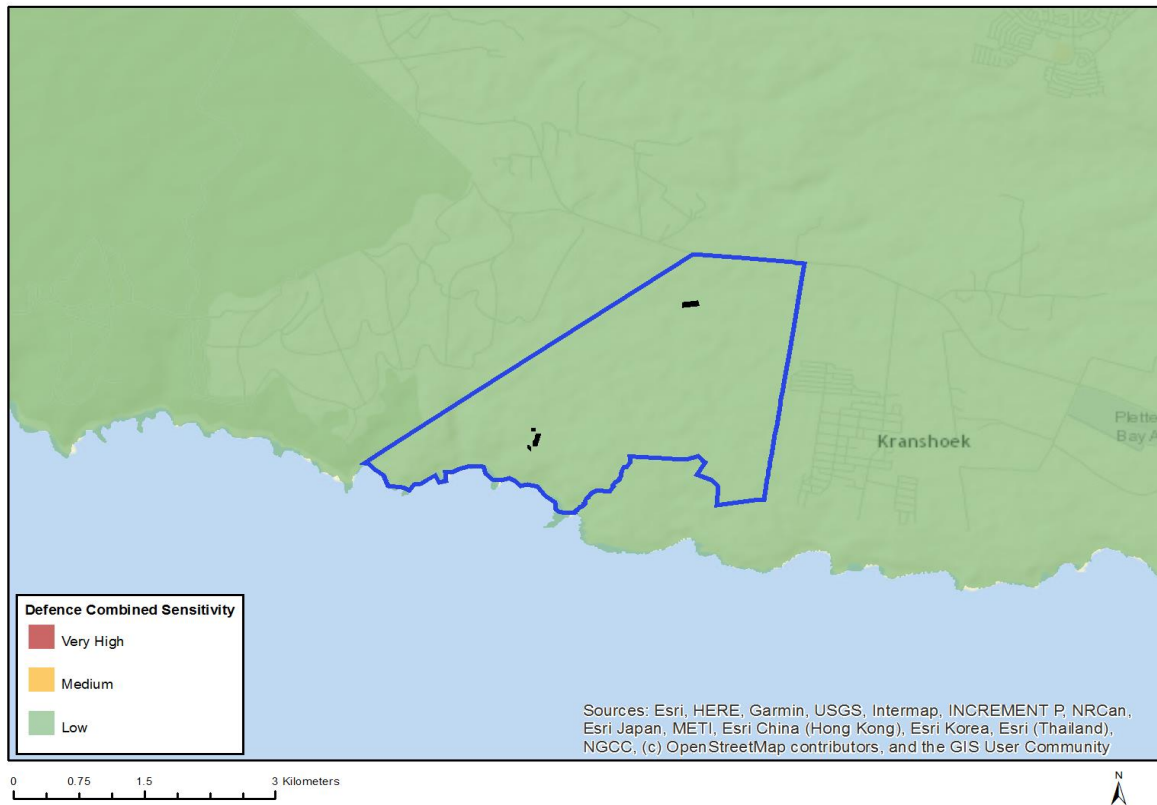 Kranshoek
Plette
Bay A
Defence Combined Sensitivity
Very High
Medium
Low
Sources: Esri, HERE, Garmin, USGS, Intermap, INCREMENT P, NRCan,
Esri Japan, METI, Esri China (Hong Kong), Esri Korea, Esri (Thailand),
NGCC, (c) OpenStreetMap contributors, and the GIS User Community
0 0.75 1.5 3 Kilometers
N